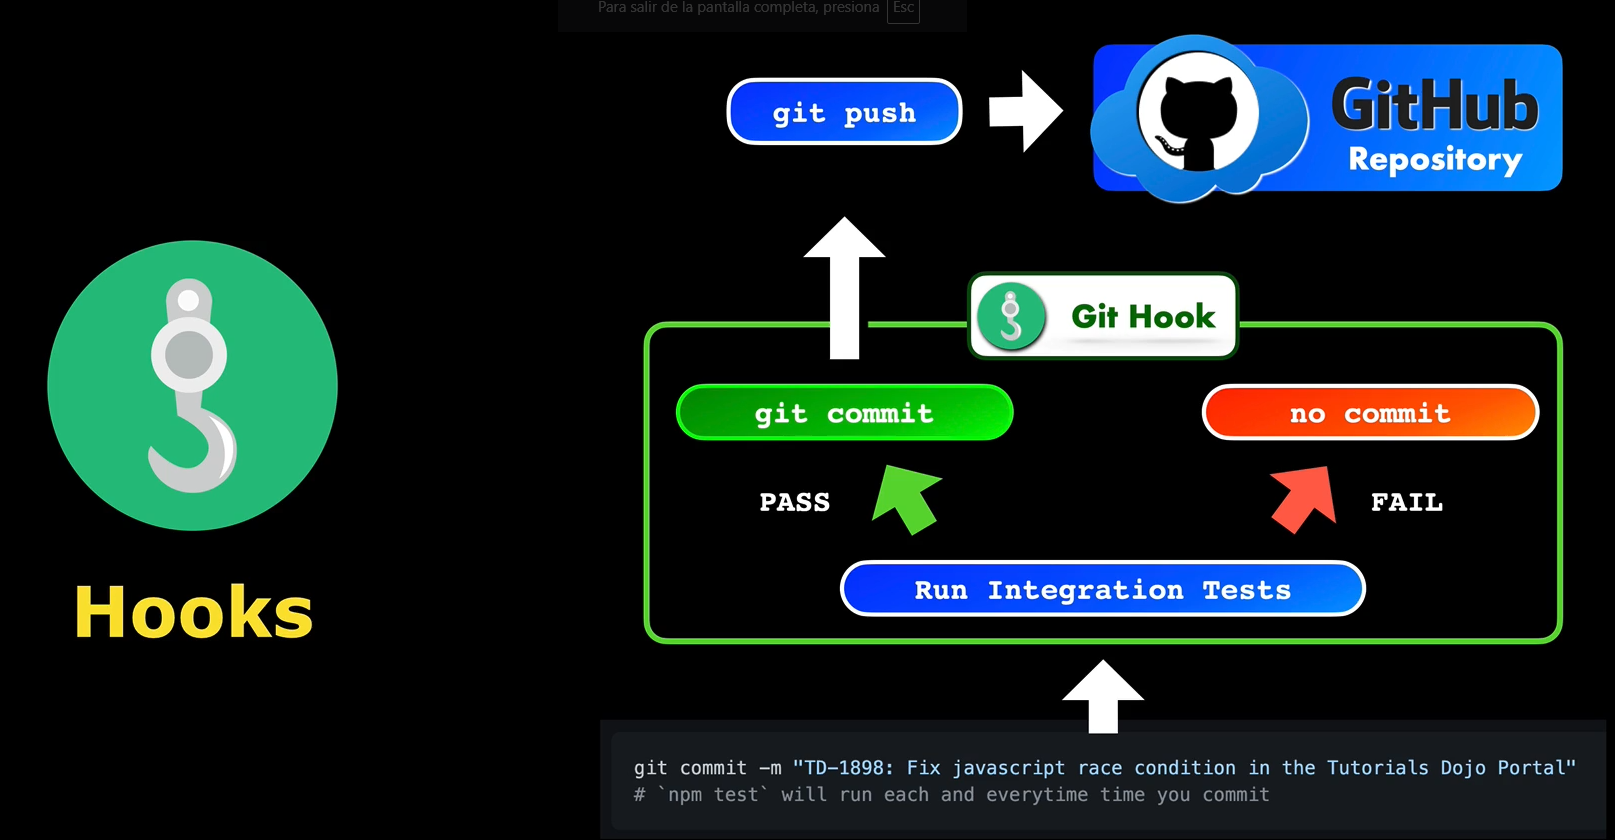 Para salir de la pantalla completa, presiona Esc
git push
GitHub
Repository
Git Hook
git commit
no commit
PASS
FAIL
Run Integration Tests
Hooks
git commit -m "TD-1898: Fix javascript race condition in the Tutorials Dojo Portal"
# `npm test` will run each and everytime time you commit